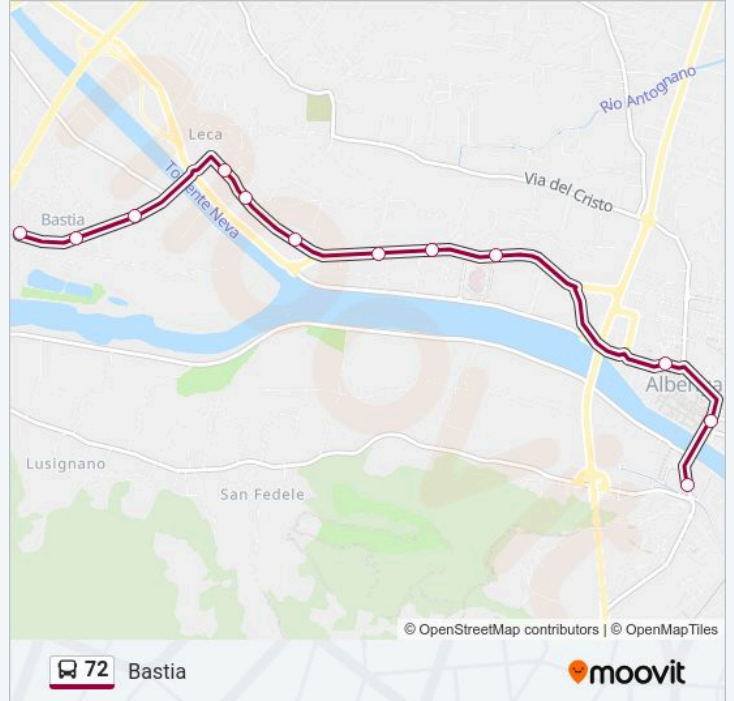 Rio Antognano
Leca
Torrente Neva
Via del Cristo
Bastia
Albenga
Lusignano
San Fedele
moovit
© OpenStreetMap contributors | © OpenMapTiles
72 Bastia
moovit